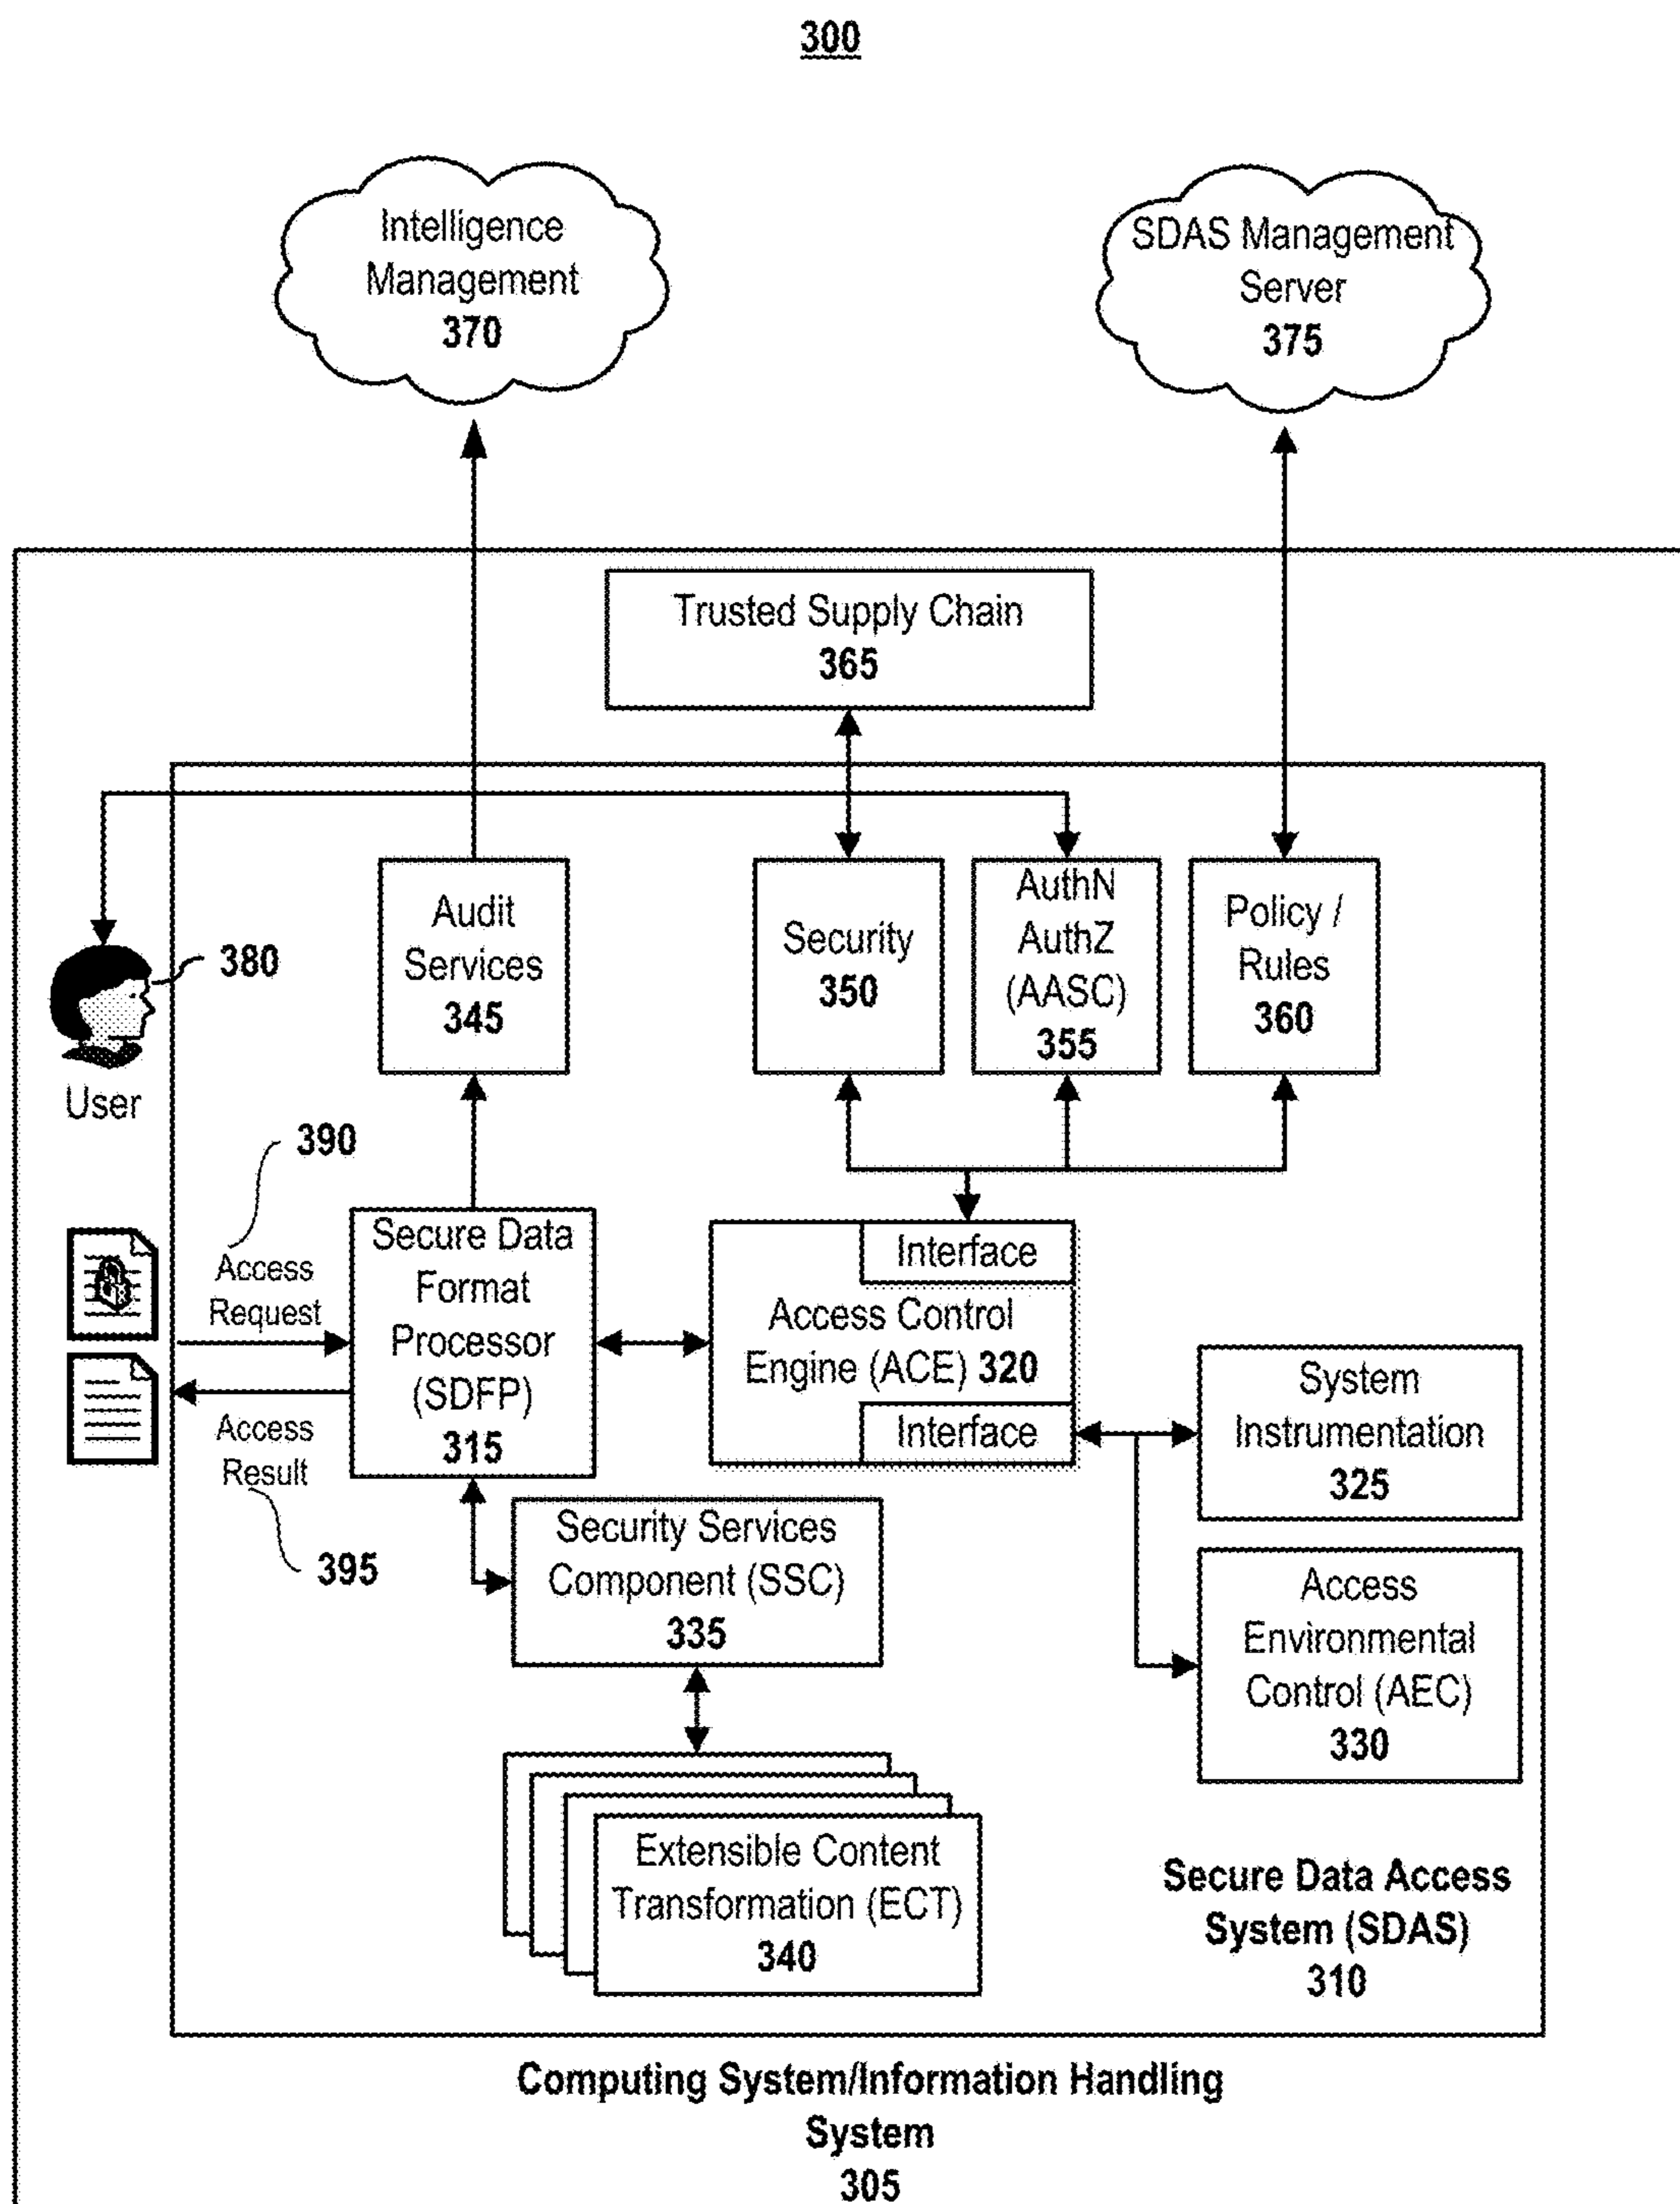 300
Intelligence
Management
370
SDAS Management
Server
375
Trusted Supply Chain
365
Audit
Services
345
Security
350
AuthN
AuthZ
(AASC)
355
Policy /
Rules
360
380
User
390
Access
Request
Secure Data
Format
Processor
(SDFP)
315
Interface
Access Control
Engine (ACE) 320
Interface
System
Instrumentation
325
Access
Result
395
Security Services
Component (SSC)
335
Access
Environmental
Control (AEC)
330
Extensible Content
Transformation (ECT)
340
Secure Data Access
System (SDAS)
310
Computing System/Information Handling
System
305